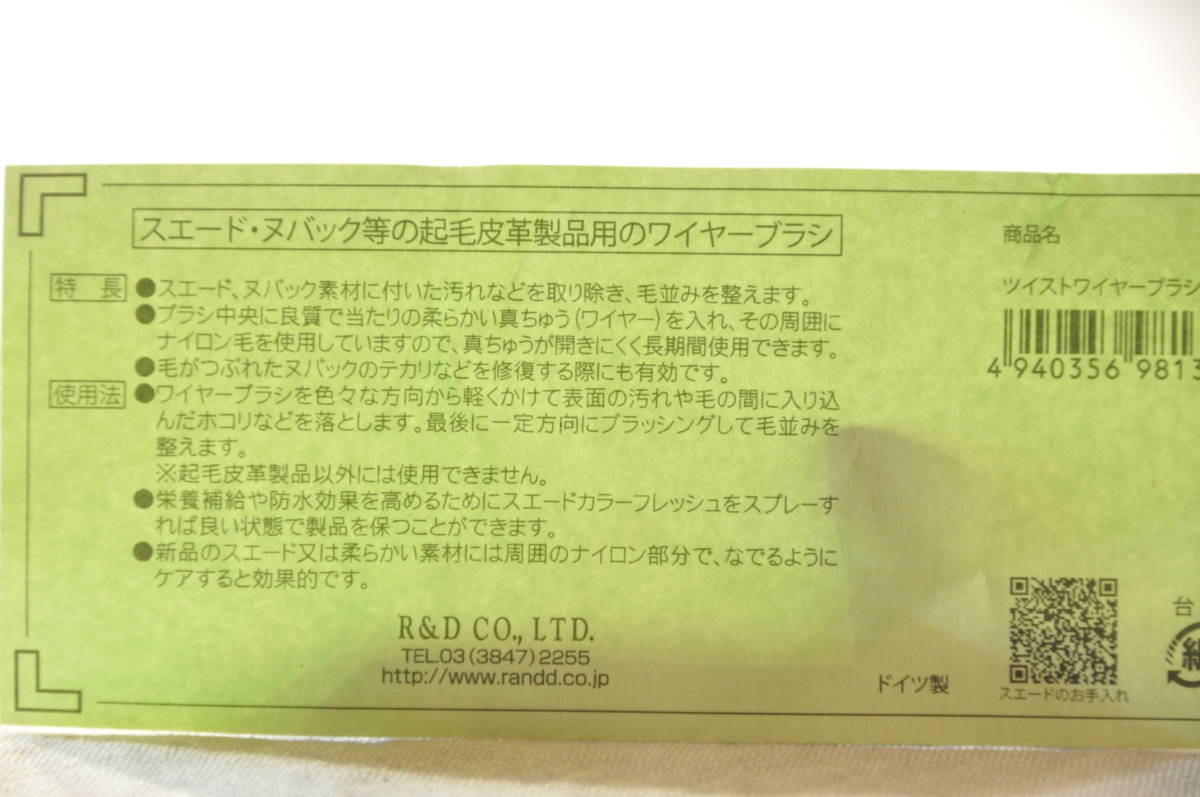 スエード・ヌバック等の起毛皮革製品用のワイヤーブラシ
特 長
●スエード、ヌバック素材に付いた汚れなどを取り除き、毛並みを整えます。
●ブラシ中央に良質で当たりの柔らかい真ちゅう(ワイヤー)を入れ、その周囲に
ナイロン毛を使用していますので、真ちゅうが開きにくく長期間使用できます。
●毛がつぶれたヌバックのテカリなどを修復する際にも有効です。
使用法
●ワイヤーブラシを色々な方向から軽くかけて表面の汚れや毛の間に入り込
んだホコリなどを落とします。最後に一定方向にブラッシングして毛並みを
整えます。
※起毛皮革製品以外には使用できません。
●栄養補給や防水効果を高めるためにスエードカラーフレッシュをスプレーす
れば良い状態で製品を保つことができます。
●新品のスエード又は柔らかい素材には周囲のナイロン部分で、なでるように
ケアすると効果的です。
R&D CO., LTD.
TEL.03(3847)2255
http://www.randd.co.jp
ドイツ製
商品名
ツイストワイヤーブラシ
4 940356 9813
スエードのお手入れ
台
紙